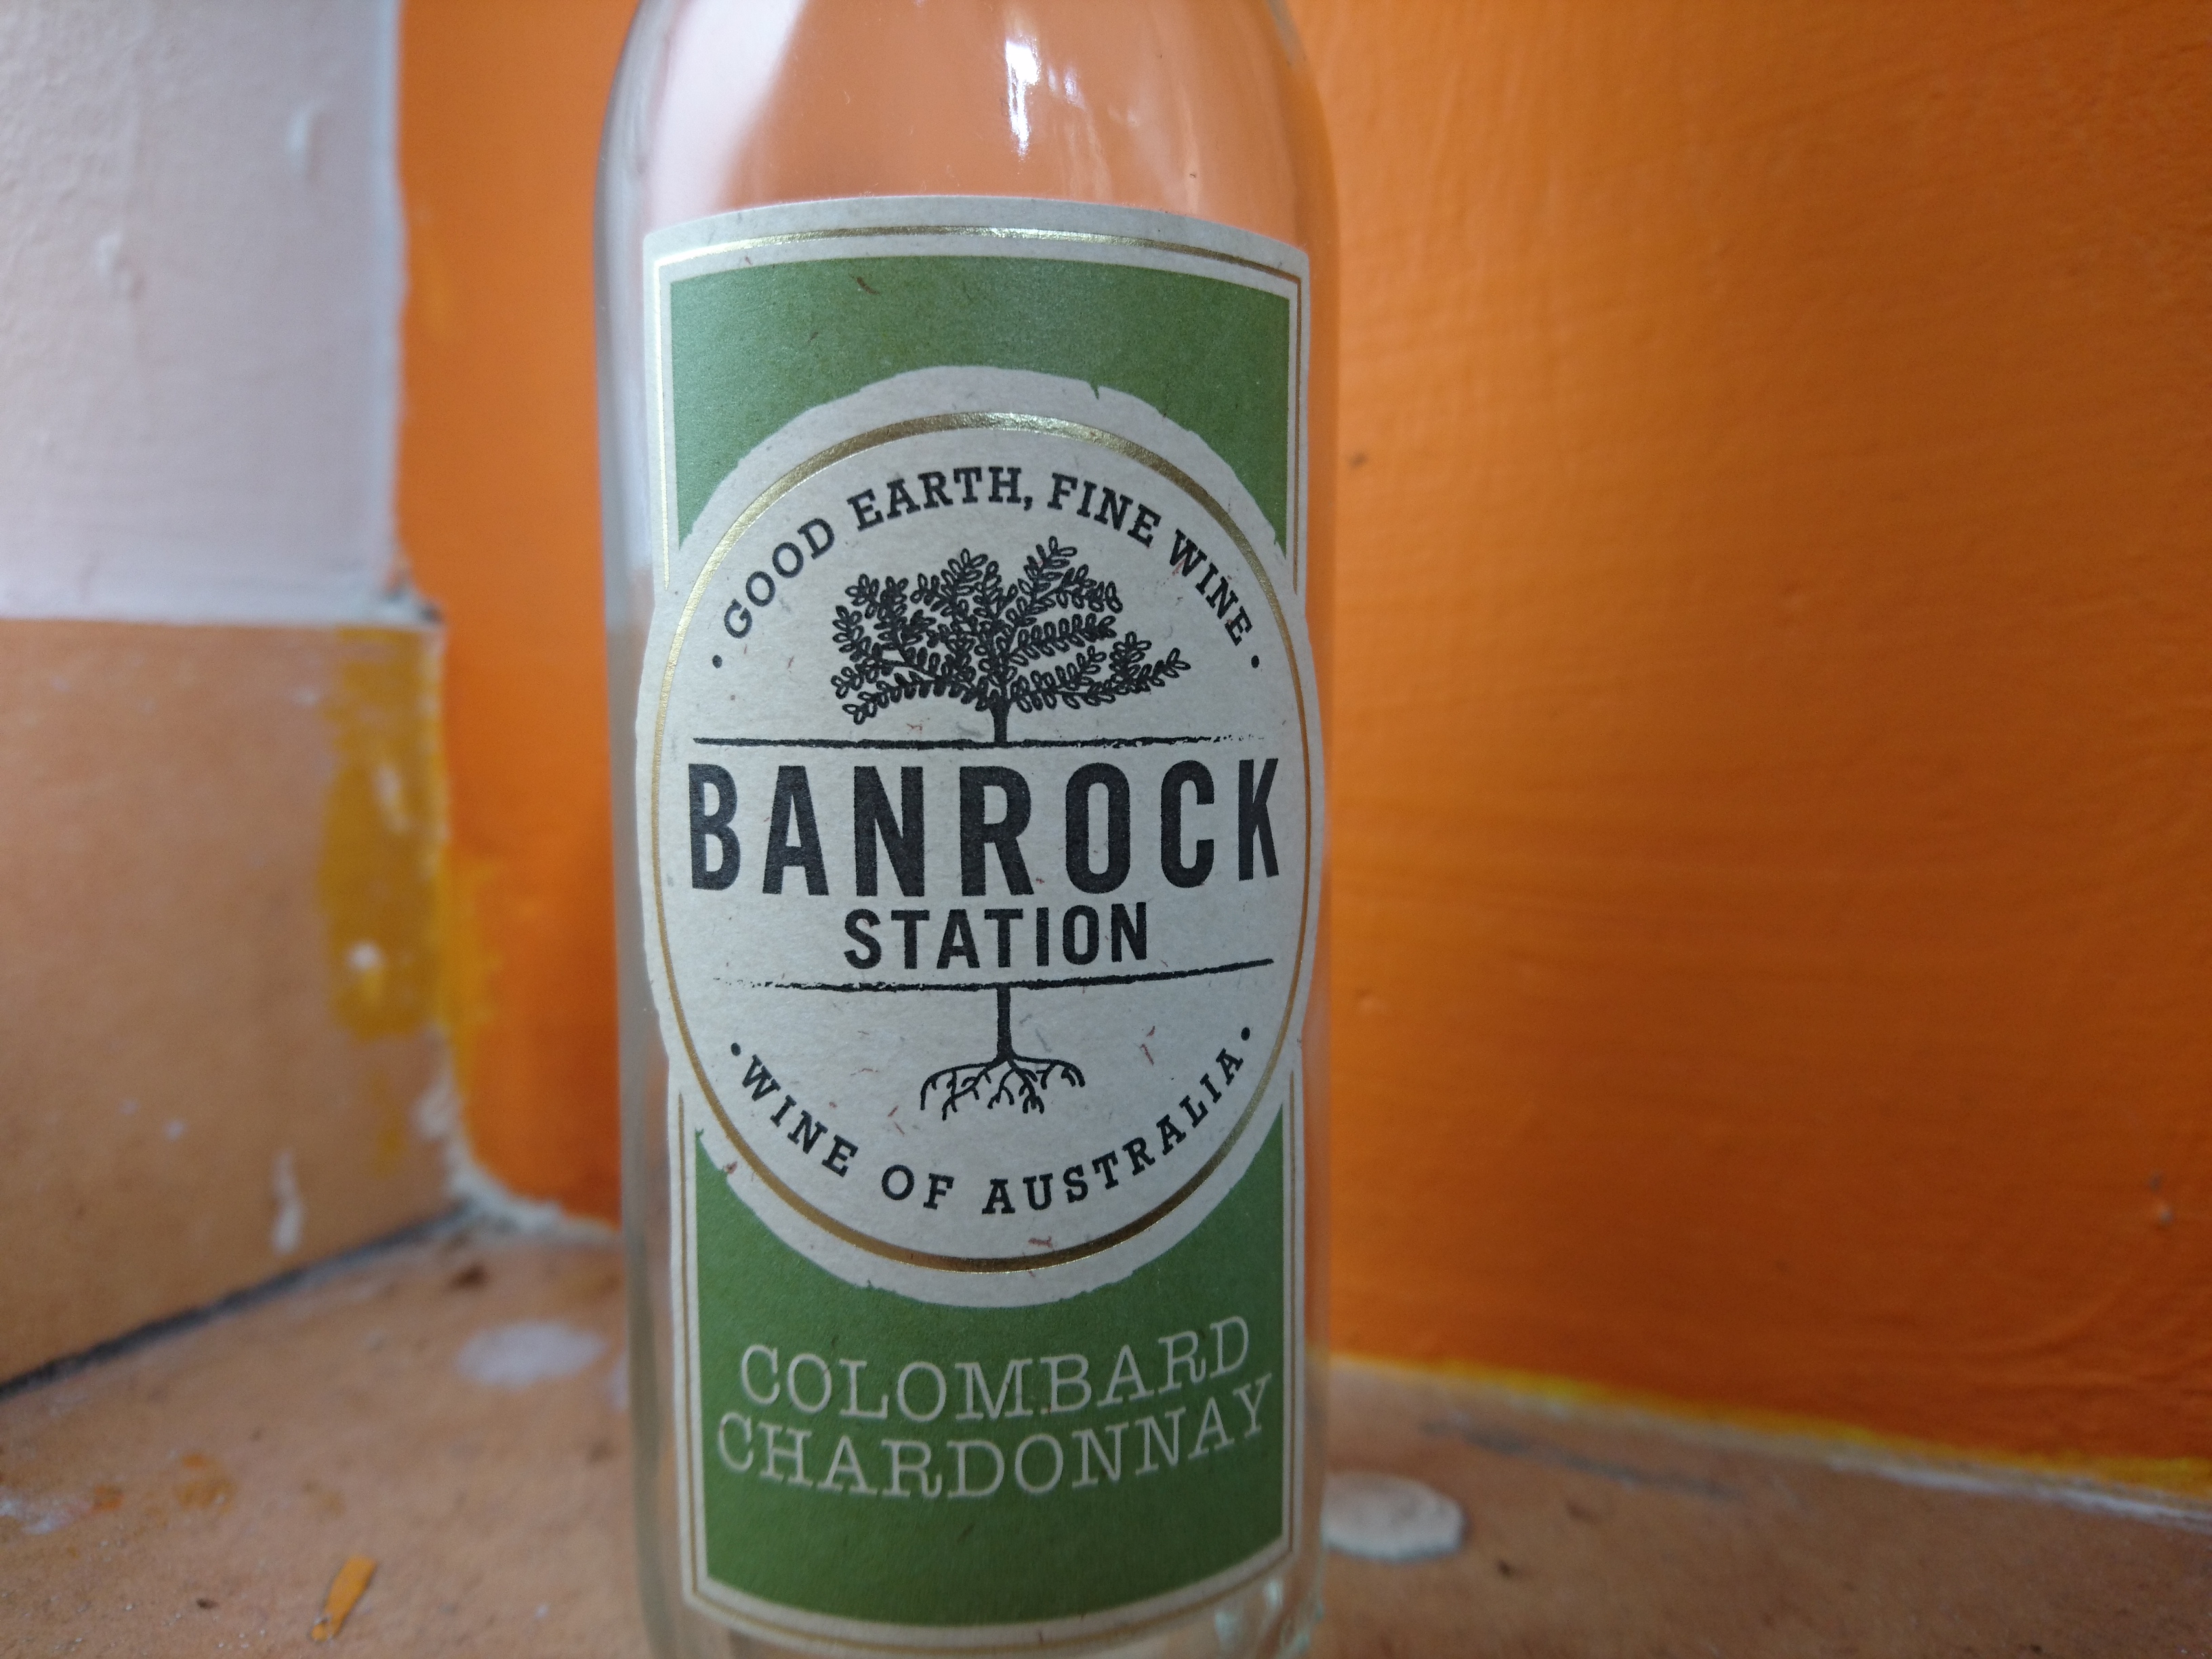 • GOOD EARTH, FINE WINE •
BANROCK
STATION
• WINE OF AUSTRALIA •
COLOMBARD
CHARDONNAY